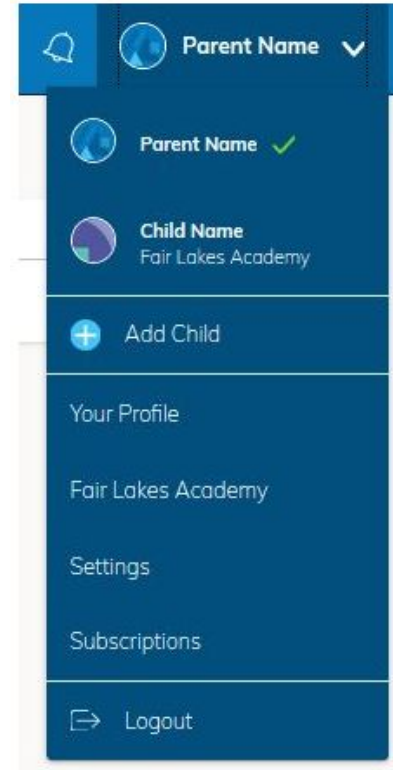 Parent Name
Parent Name
Child Name
Fair Lakes Academy
Add Child
Your Profile
Fair Lakes Academy
Settings
Subscriptions
Logout